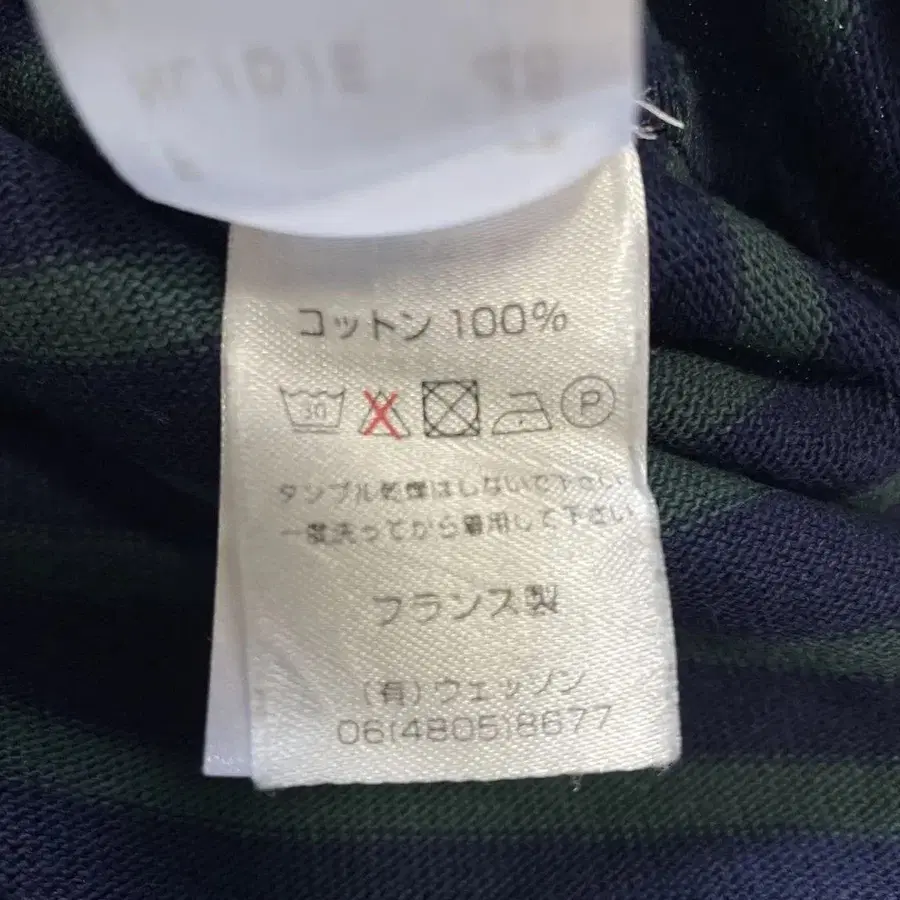 コットン 100%
30 P
タンブル乾燥はしないで下さい
一度洗ってから着用して下さい
フランス製
(有)ウェッソン
06(4805)8677